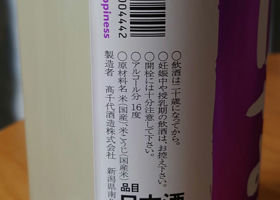 ppiness
004442
○飲酒は二十歳になってから。
○妊娠中や授乳期の飲酒は、お控え下さい。
○開栓には十分注意して下さい。
○アルコール分 16度
○原材料名 米(国産)、米こうじ(国産米)
製造者 高千代酒造株式会社 新潟県南
品目
日本酒